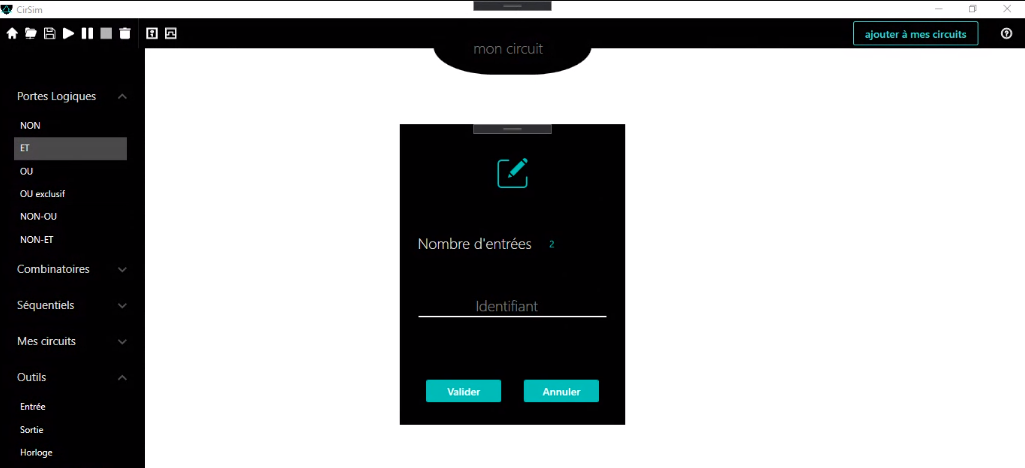 CirSim
ajouter à mes circuits
mon circuit
Portes Logiques
NON
ET
OU
OU exclusif
NON-OU
NON-ET
Combinatoires
Séquentiels
Mes circuits
Outils
Entrée
Sortie
Horloge
Nombre d'entrées 2
Identifiant
Valider Annuler